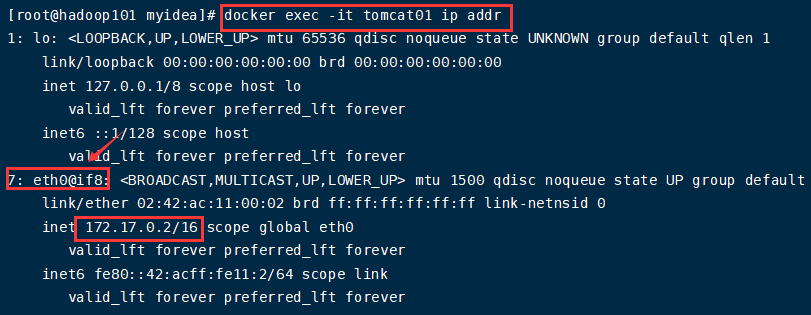 [root@hadoop101 myidea]# docker exec -it tomcat01 ip addr
1: lo: <LOOPBACK,UP,LOWER_UP> mtu 65536 qdisc noqueue state UNKNOWN group default qlen 1
link/loopback 00:00:00:00:00:00 brd 00:00:00:00:00:00
inet 127.0.0.1/8 scope host lo
valid_lft forever preferred_lft forever
inet6 ::1/128 scope host
valid_lft forever preferred_lft forever
7: eth0@if8: <BROADCAST,MULTICAST,UP,LOWER_UP> mtu 1500 qdisc noqueue state UP group default
link/ether 02:42:ac:11:00:02 brd ff:ff:ff:ff:ff:ff link-netnsid 0
inet 172.17.0.2/16 scope global eth0
valid_lft forever preferred_lft forever
inet6 fe80::42:acff:fe11:2/64 scope link
valid_lft forever preferred_lft forever